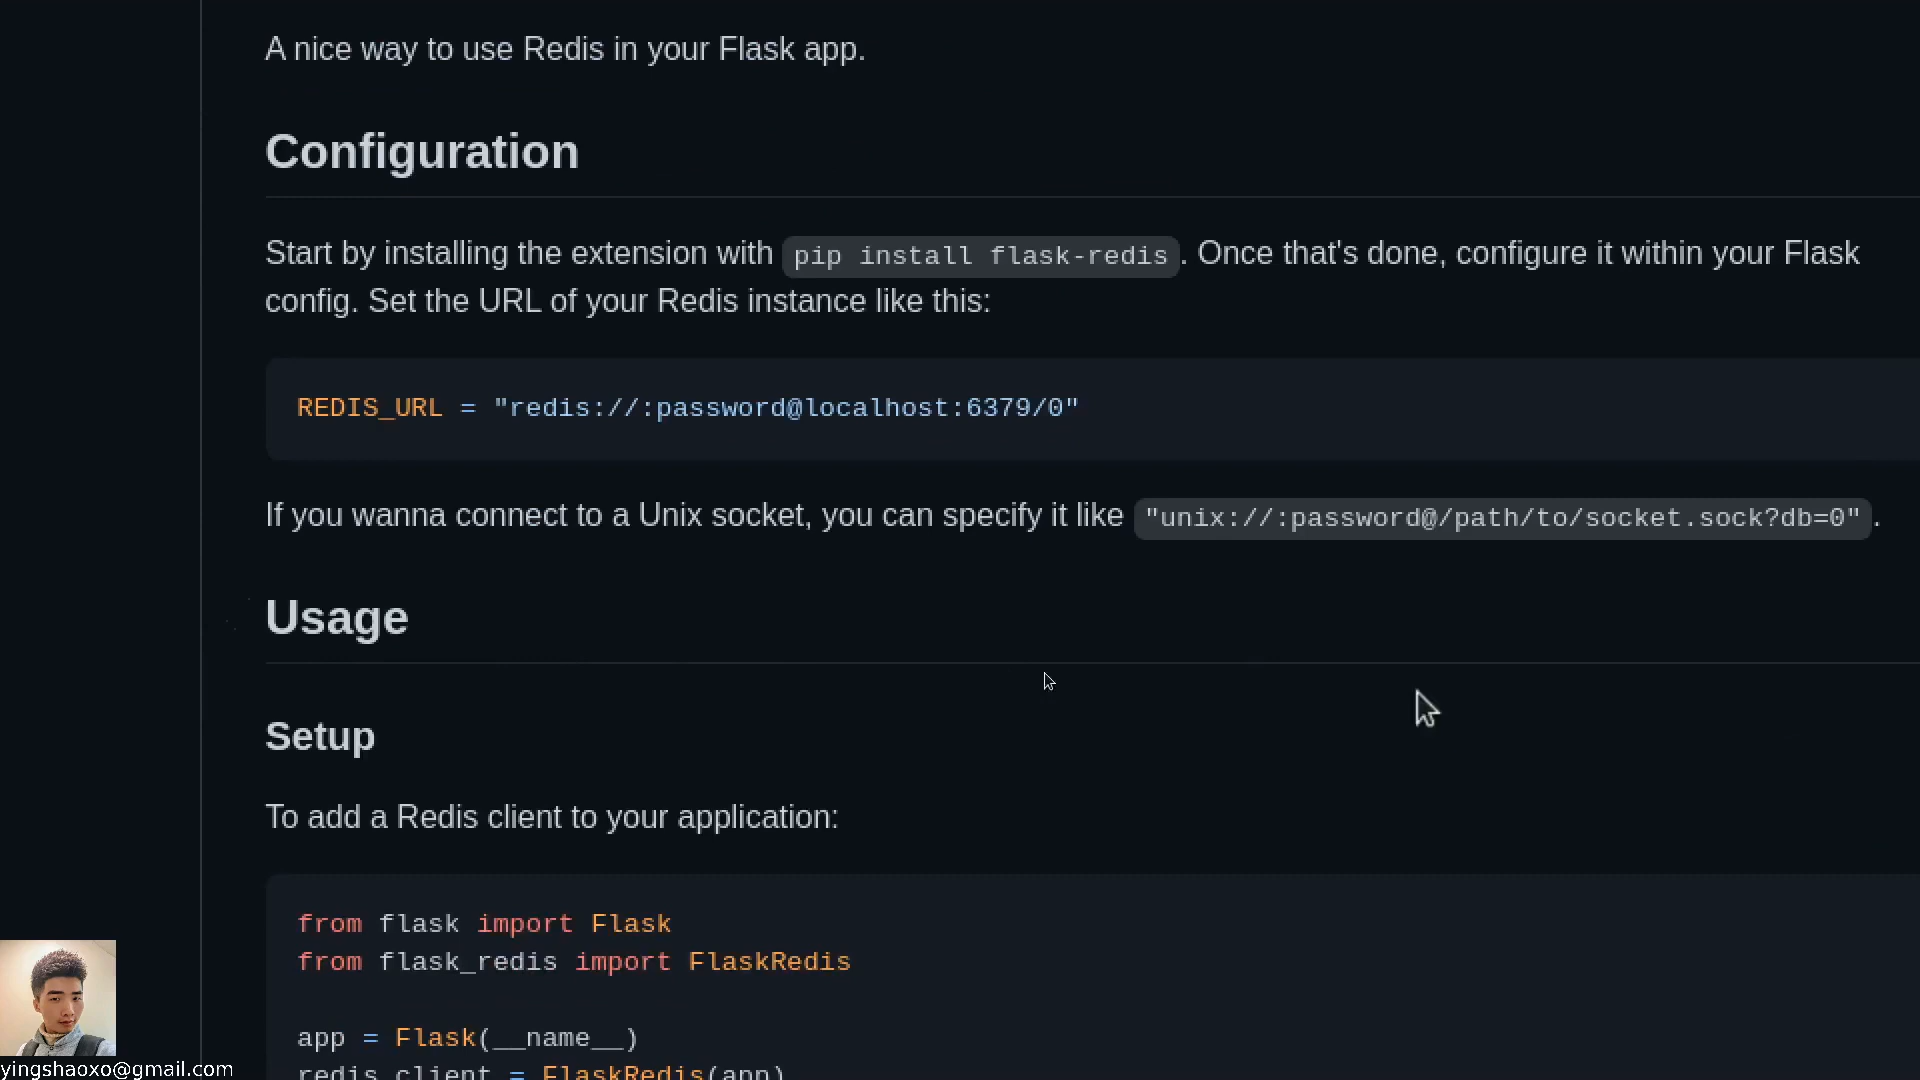 A nice way to use Redis in your Flask app.
Configuration
Start by installing the extension with pip install flask-redis. Once that's done, configure it within your Flask
config. Set the URL of your Redis instance like this:
REDIS_URL = "redis://:password@localhost:6379/0"
If you wanna connect to a Unix socket, you can specify it like "unix://:password@/path/to/socket.sock?db=0".
Usage
Setup
To add a Redis client to your application:
from flask import Flask
from flask_redis import FlaskRedis
app = Flask(__name__)
redis_client = FlaskRedis(app)
yingshaoxo@gmail.com